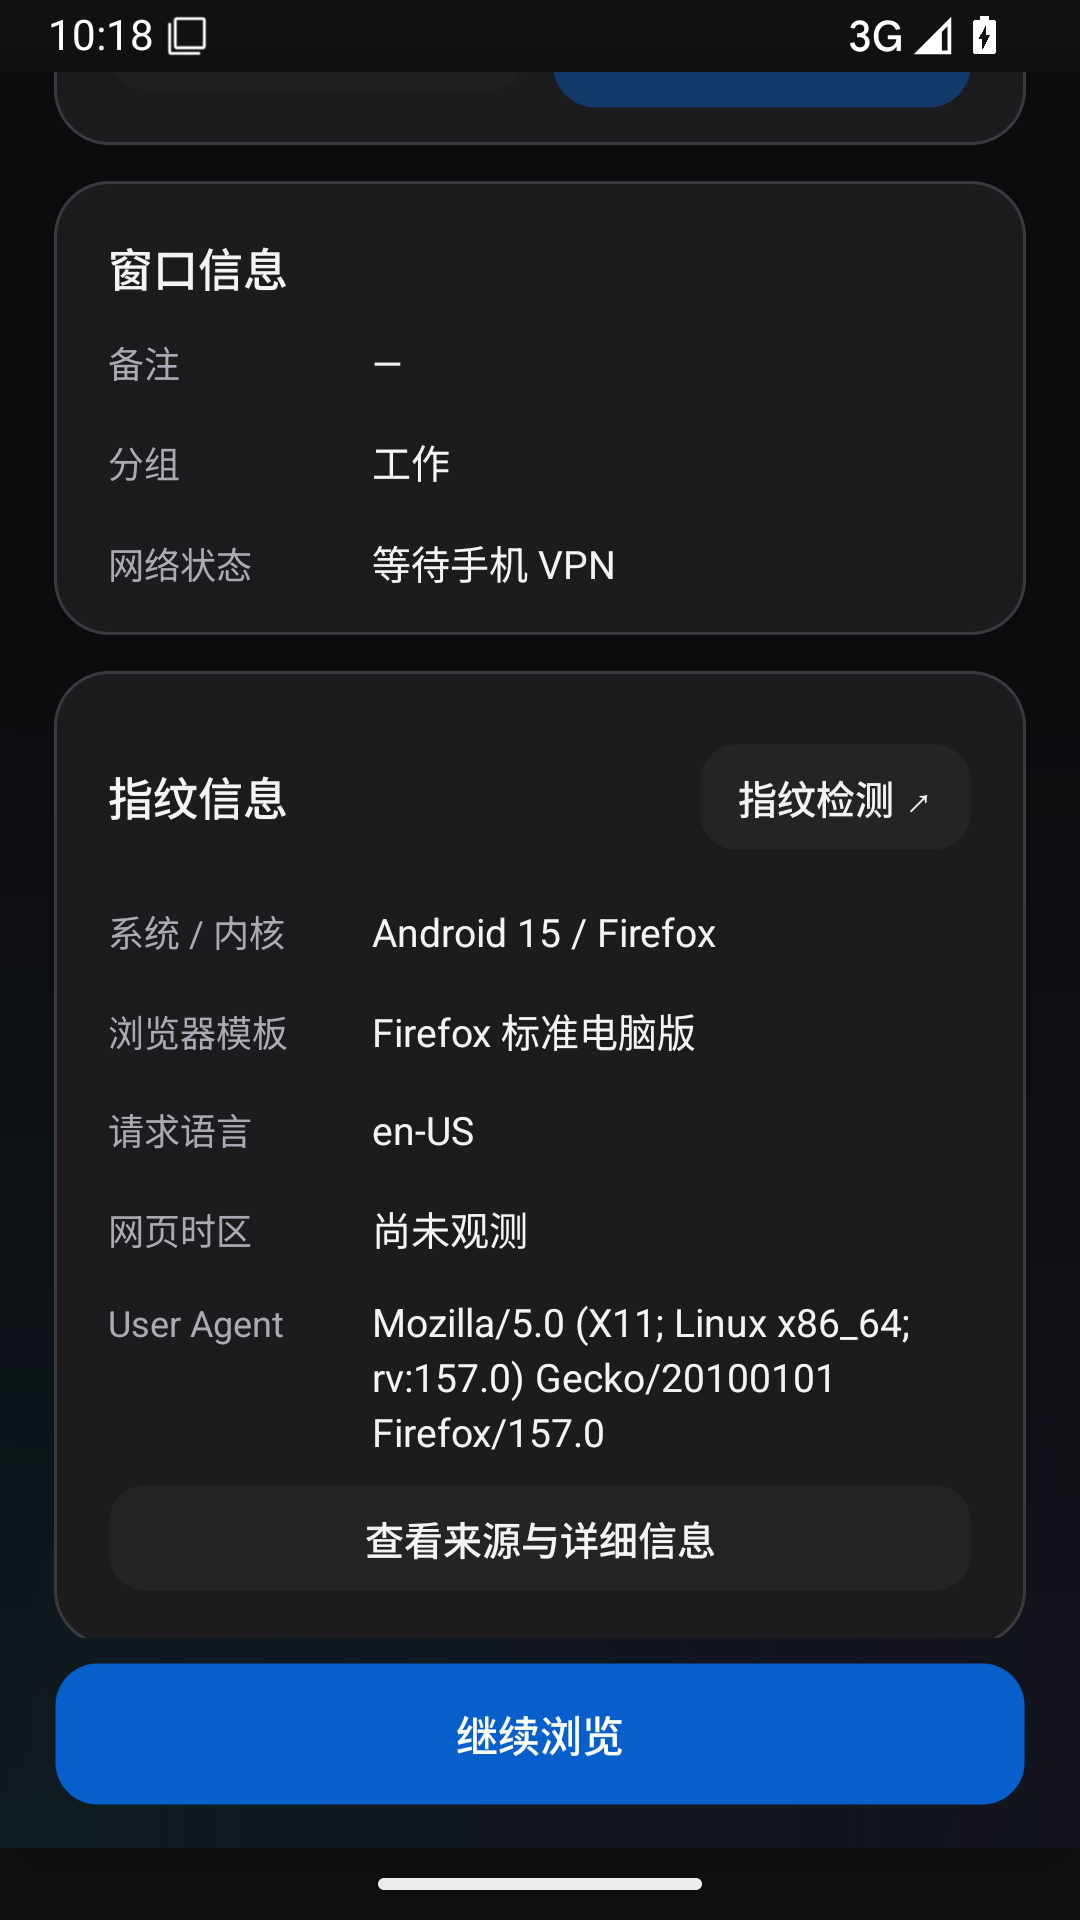 10:18
3G
窗口信息
备注
—
分组
工作
网络状态
等待手机 VPN
指纹信息
指纹检测 ↗
系统 / 内核
Android 15 / Firefox
浏览器模板
Firefox 标准电脑版
请求语言
en-US
网页时区
尚未观测
User Agent
Mozilla/5.0 (X11; Linux x86_64;
rv:157.0) Gecko/20100101
Firefox/157.0
查看来源与详细信息
继续浏览